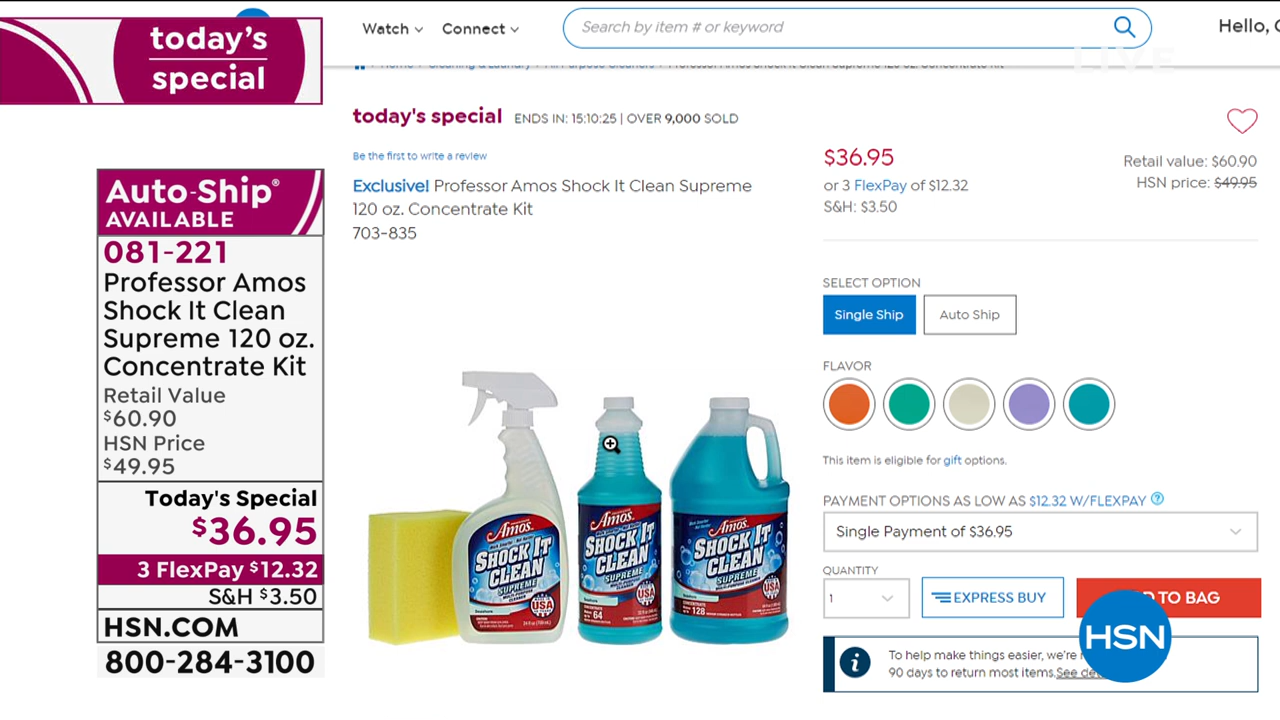 today's
special
Watch
Connect
Search by item # or keyword
Hello,
LIVE
Auto-Ship®
AVAILABLE
081-221
Professor Amos
Shock It Clean
Supreme 120 oz.
Concentrate Kit
Retail Value
$60.90
HSN Price
$49.95
Today's Special
$36.95
3 FlexPay $12.32
S&H $3.50
HSN.COM
800-284-3100
today's special ENDS IN: 15:10:25 | OVER 9,000 SOLD
Be the first to write a review
Exclusive! Professor Amos Shock It Clean Supreme
120 oz. Concentrate Kit
703-835
Amos.
SHOCK IT
CLEAN
SUPREME
USA
Amos.
SHOCK IT
CLEAN
SUPREME
USA
64
Amos.
SHOCK IT
CLEAN
SUPREME
USA
128
$36.95
or 3 FlexPay of $12.32
S&H: $3.50
Retail value: $60.90
HSN price: $49.95
SELECT OPTION
Single Ship
Auto Ship
FLAVOR
This item is eligible for gift options.
PAYMENT OPTIONS AS LOW AS $12.32 W/FLEXPAY ?
Single Payment of $36.95
QUANTITY
1
EXPRESS BUY
TO BAG
HSN
i
To help make things easier, we're
90 days to return most items. See